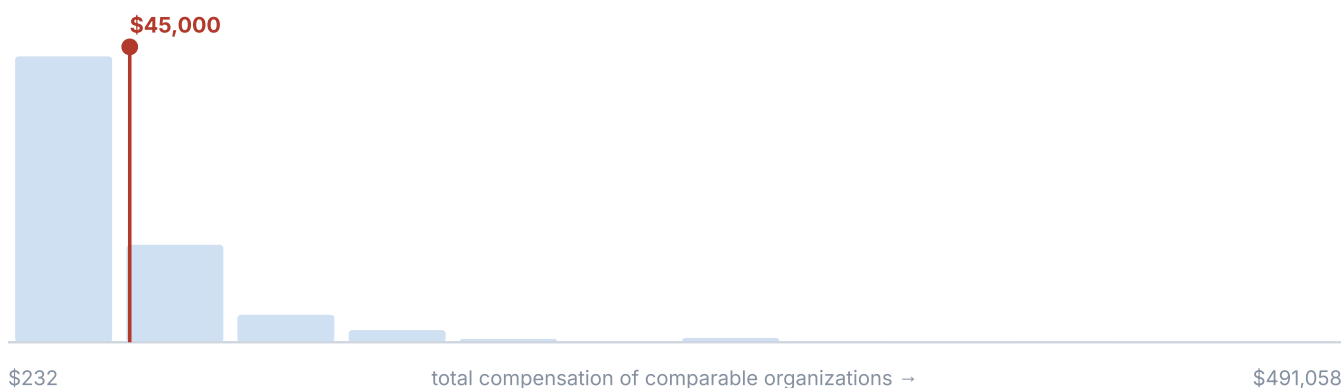 $45,000
$232 total compensation of comparable organizations → $491,058